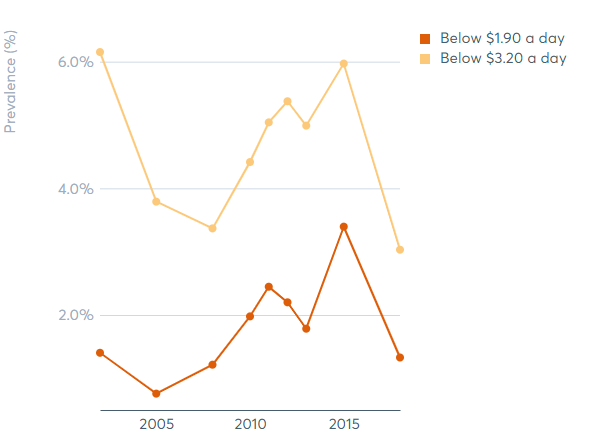 Prevalence (%)
Below $1.90 a day
Below $3.20 a day
6.0%
4.0%
2.0%
2005 2010 2015